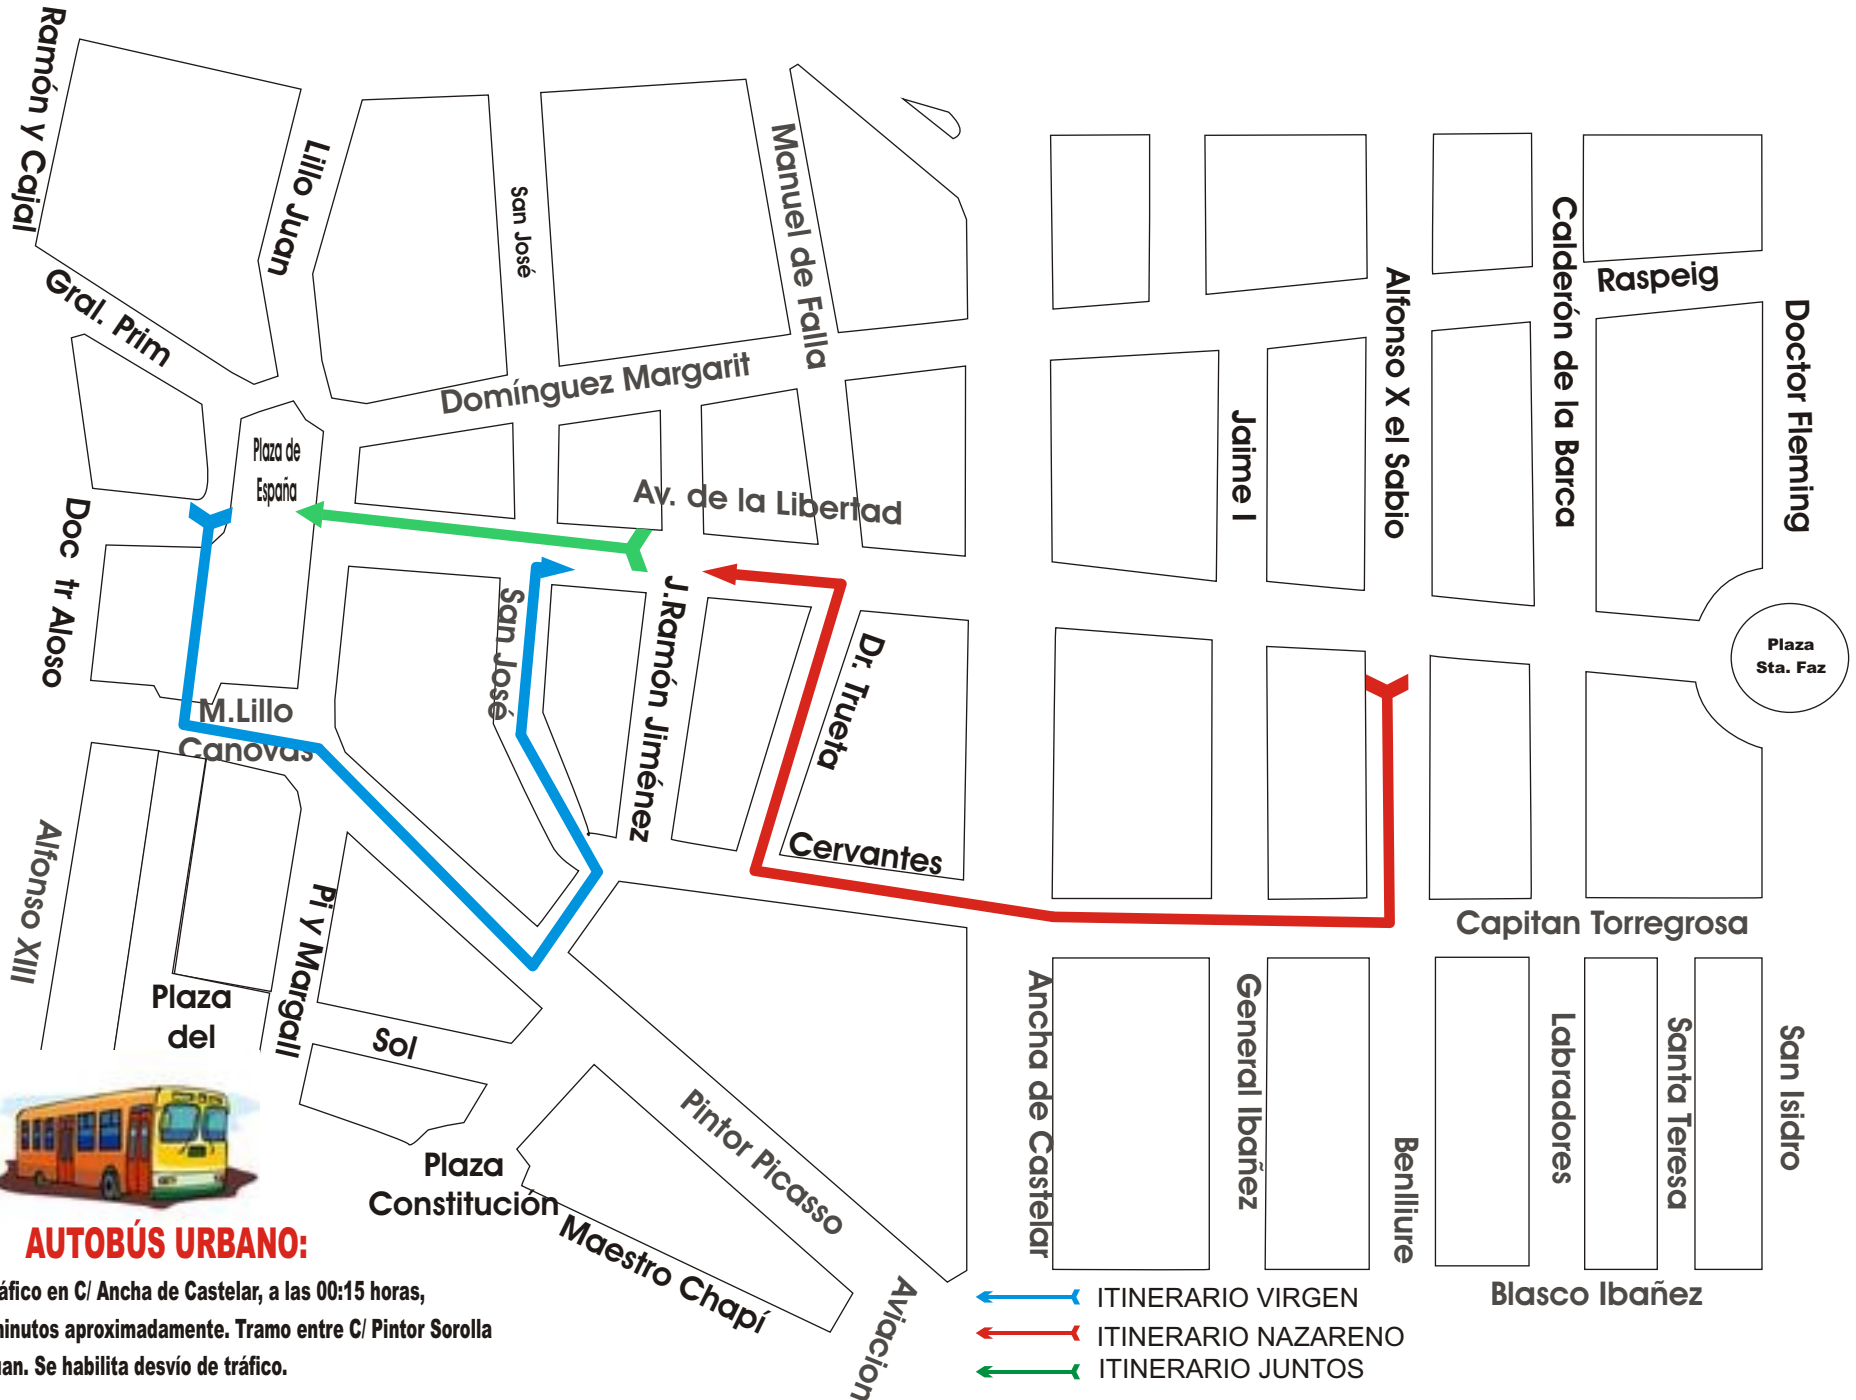 Ramón y Cajal
Lillo Juan
San José
Manuel de Falla
Gral. Prim
Domínguez Margarit
Plaza de
España
Av. de la Libertad
Raspeig
Calderón de la Barca
Alfonso X el Sabio
Doctor Fleming
Jaime I
Doc tr Aloso
San José
J.Ramón Jiménez
Dr. Trueta
Plaza
Sta. Faz
M.Lillo
Canovas
Cervantes
Capitan Torregrosa
Alfonso XIII
Pi y Margall
Plaza
del
Sol
Ancha de Castelar
General Ibañez
Benlliure
Labradores
Santa Teresa
San Isidro
Pintor Picasso
Plaza
Constitución
Maestro Chapí
Aviacion
Blasco Ibañez
AUTOBÚS URBANO:
áfico en C/ Ancha de Castelar, a las 00:15 horas,
minutos aproximadamente. Tramo entre C/ Pintor Sorolla
uan. Se habilita desvío de tráfico.
ITINERARIO VIRGEN
ITINERARIO NAZARENO
ITINERARIO JUNTOS